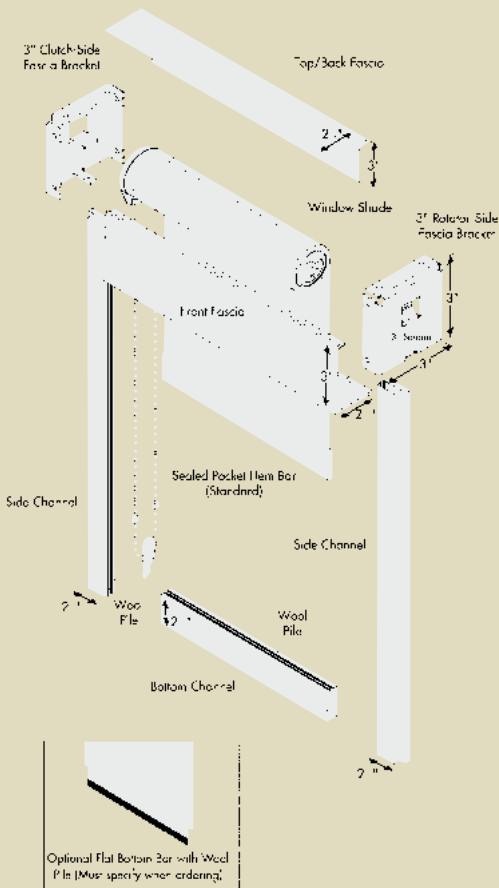 3" Clutch-Side
Fascia Bracket
Top/Back Fascia
2 "
3"
Window Shade
3" Rotator Side
Fascia Bracket
Front Fascia
3"
3"
3"
2 "
Sealed Pocket Hem Bar
(Standard)
Side Channel
Side Channel
2 "
Wool
Pile
2 "
Wool
Pile
Bottom Channel
2 "
Optional Flat Bottom Bar with Wool
Pile (Must specify when ordering)